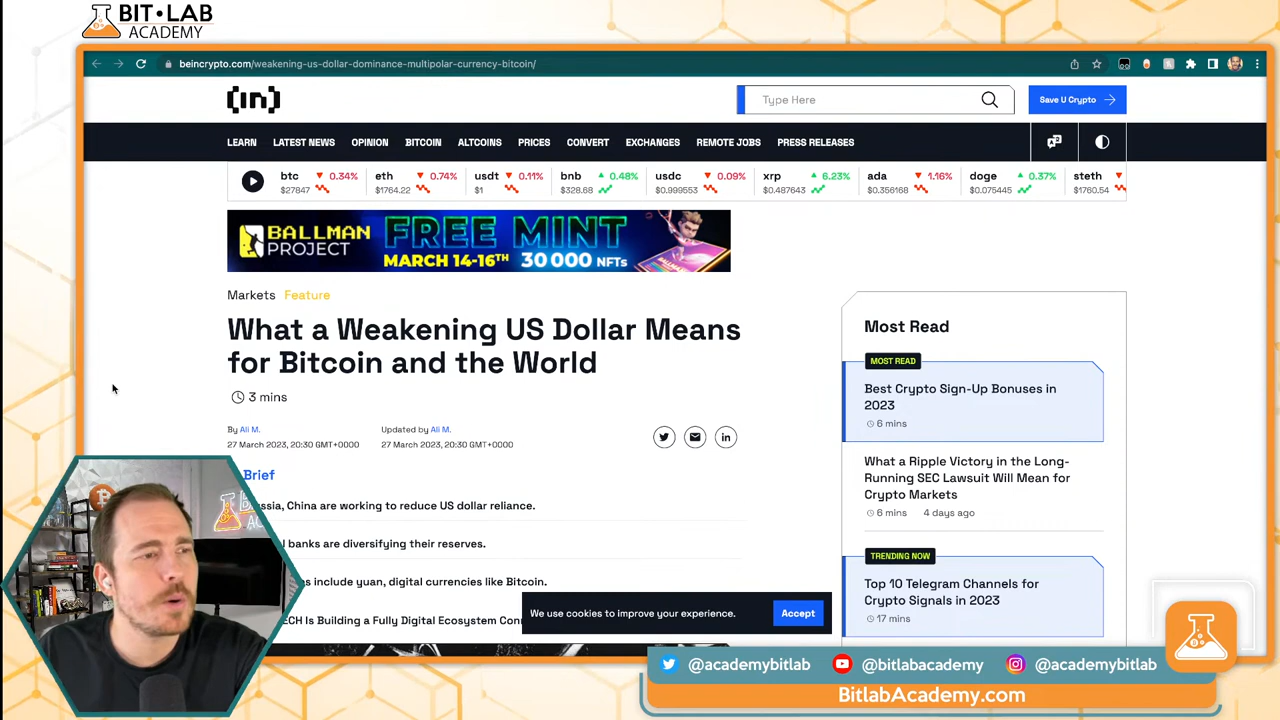 BIT•LAB
ACADEMY
beincrypto.com/weakening-us-dollar-dominance-multipolar-currency-bitcoin/
[in]
Type Here
Save U Crypto
LEARN LATEST NEWS OPINION BITCOIN ALTCOINS PRICES CONVERT EXCHANGES REMOTE JOBS PRESS RELEASES
btc ▼ 0.34% eth ▼ 0.74% usdt ▼ 0.11% bnb ▲ 0.48% usdc ▼ 0.09% xrp ▲ 6.23% ada ▼ 1.16% doge ▲ 0.37% steth
$27847 $1764.22 $1 $328.68 $0.999553 $0.487643 $0.356168 $0.075445 $1760.54
BALLMAN
PROJECT
FREE MINT
MARCH 14-16TH 30 000 NFTs
Markets Feature
What a Weakening US Dollar Means
for Bitcoin and the World
3 mins
By Ali M. Updated by Ali M.
27 March 2023, 20:30 GMT+0000 27 March 2023, 20:30 GMT+0000
Brief
ssia, China are working to reduce US dollar reliance.
l banks are diversifying their reserves.
s include yuan, digital currencies like Bitcoin.
ECH Is Building a Fully Digital Ecosystem Con
We use cookies to improve your experience.
Accept
Most Read
MOST READ
Best Crypto Sign-Up Bonuses in
2023
6 mins
What a Ripple Victory in the Long-
Running SEC Lawsuit Will Mean for
Crypto Markets
6 mins 4 days ago
TRENDING NOW
Top 10 Telegram Channels for
Crypto Signals in 2023
17 mins
@academybitlab @bitlabacademy @academybitlab
BitlabAcademy.com